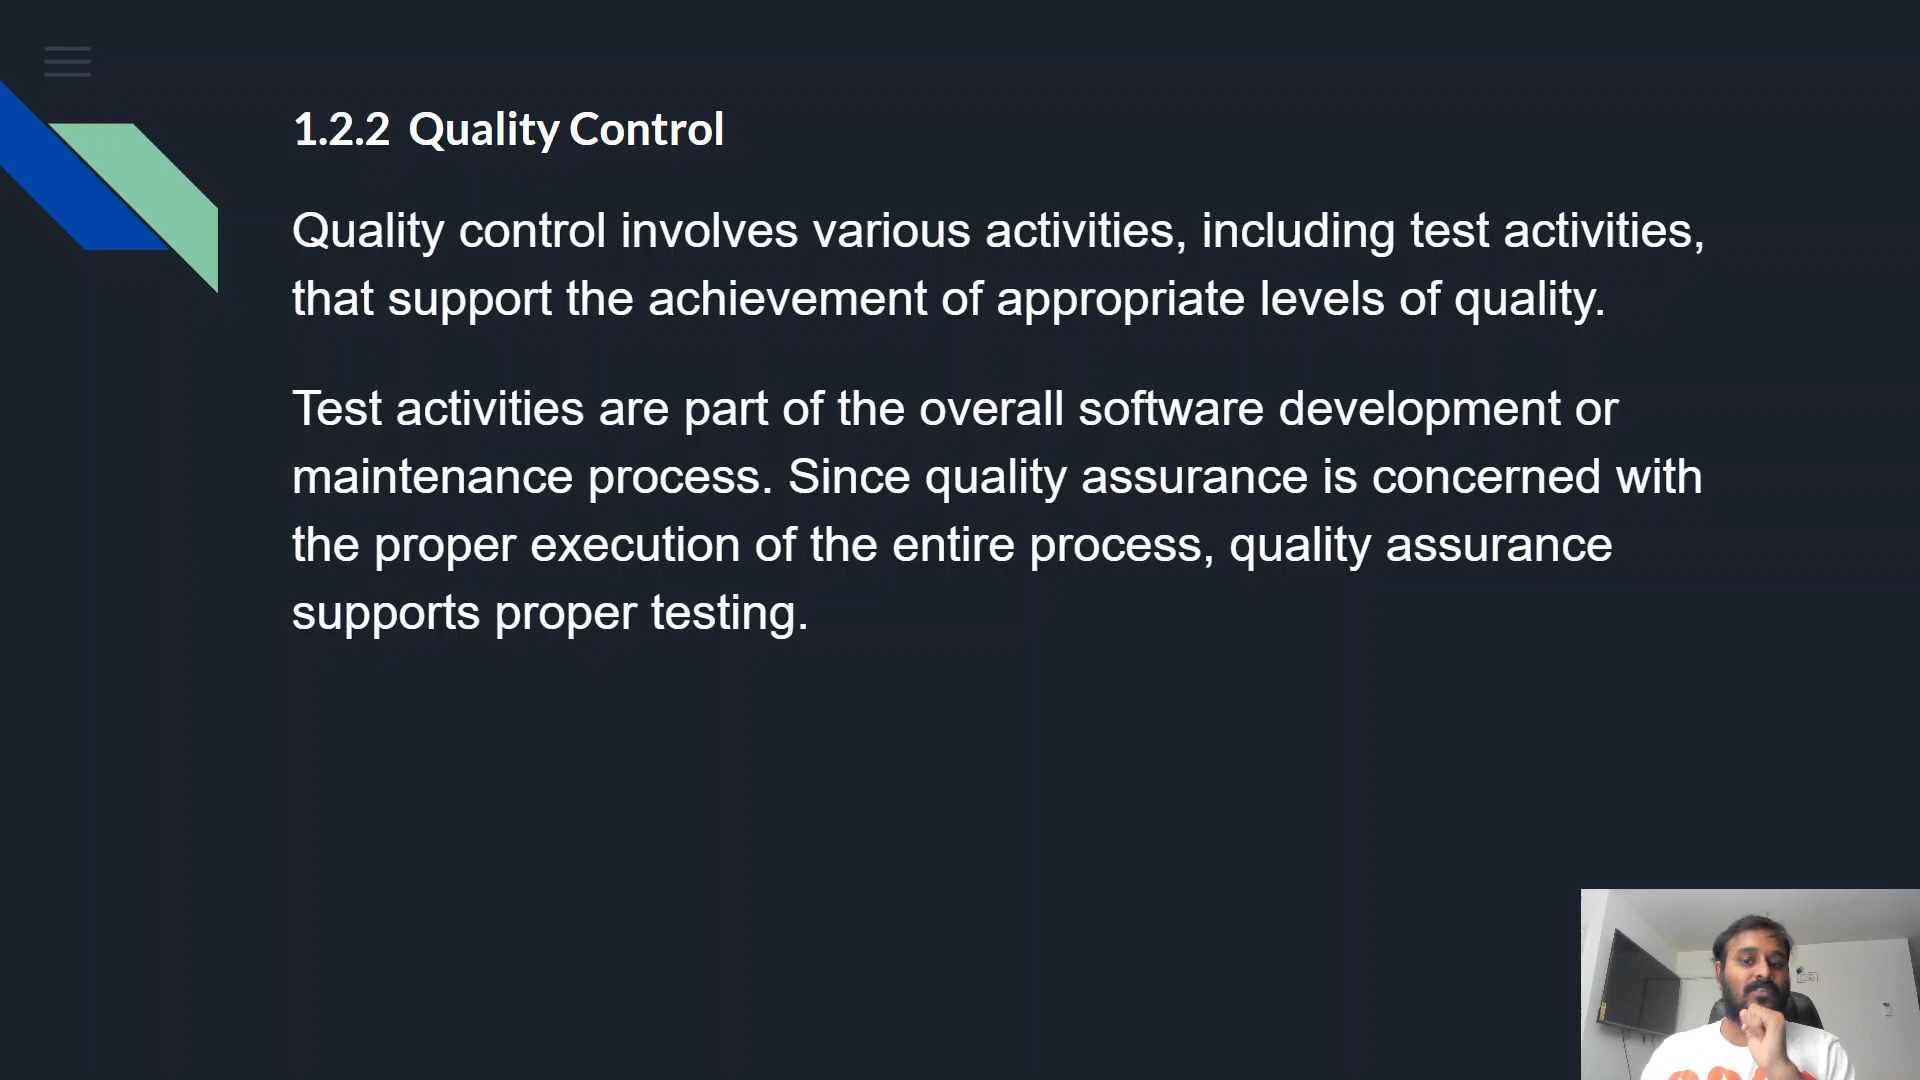 1.2.2 Quality Control
Quality control involves various activities, including test activities,
that support the achievement of appropriate levels of quality.
Test activities are part of the overall software development or
maintenance process. Since quality assurance is concerned with
the proper execution of the entire process, quality assurance
supports proper testing.